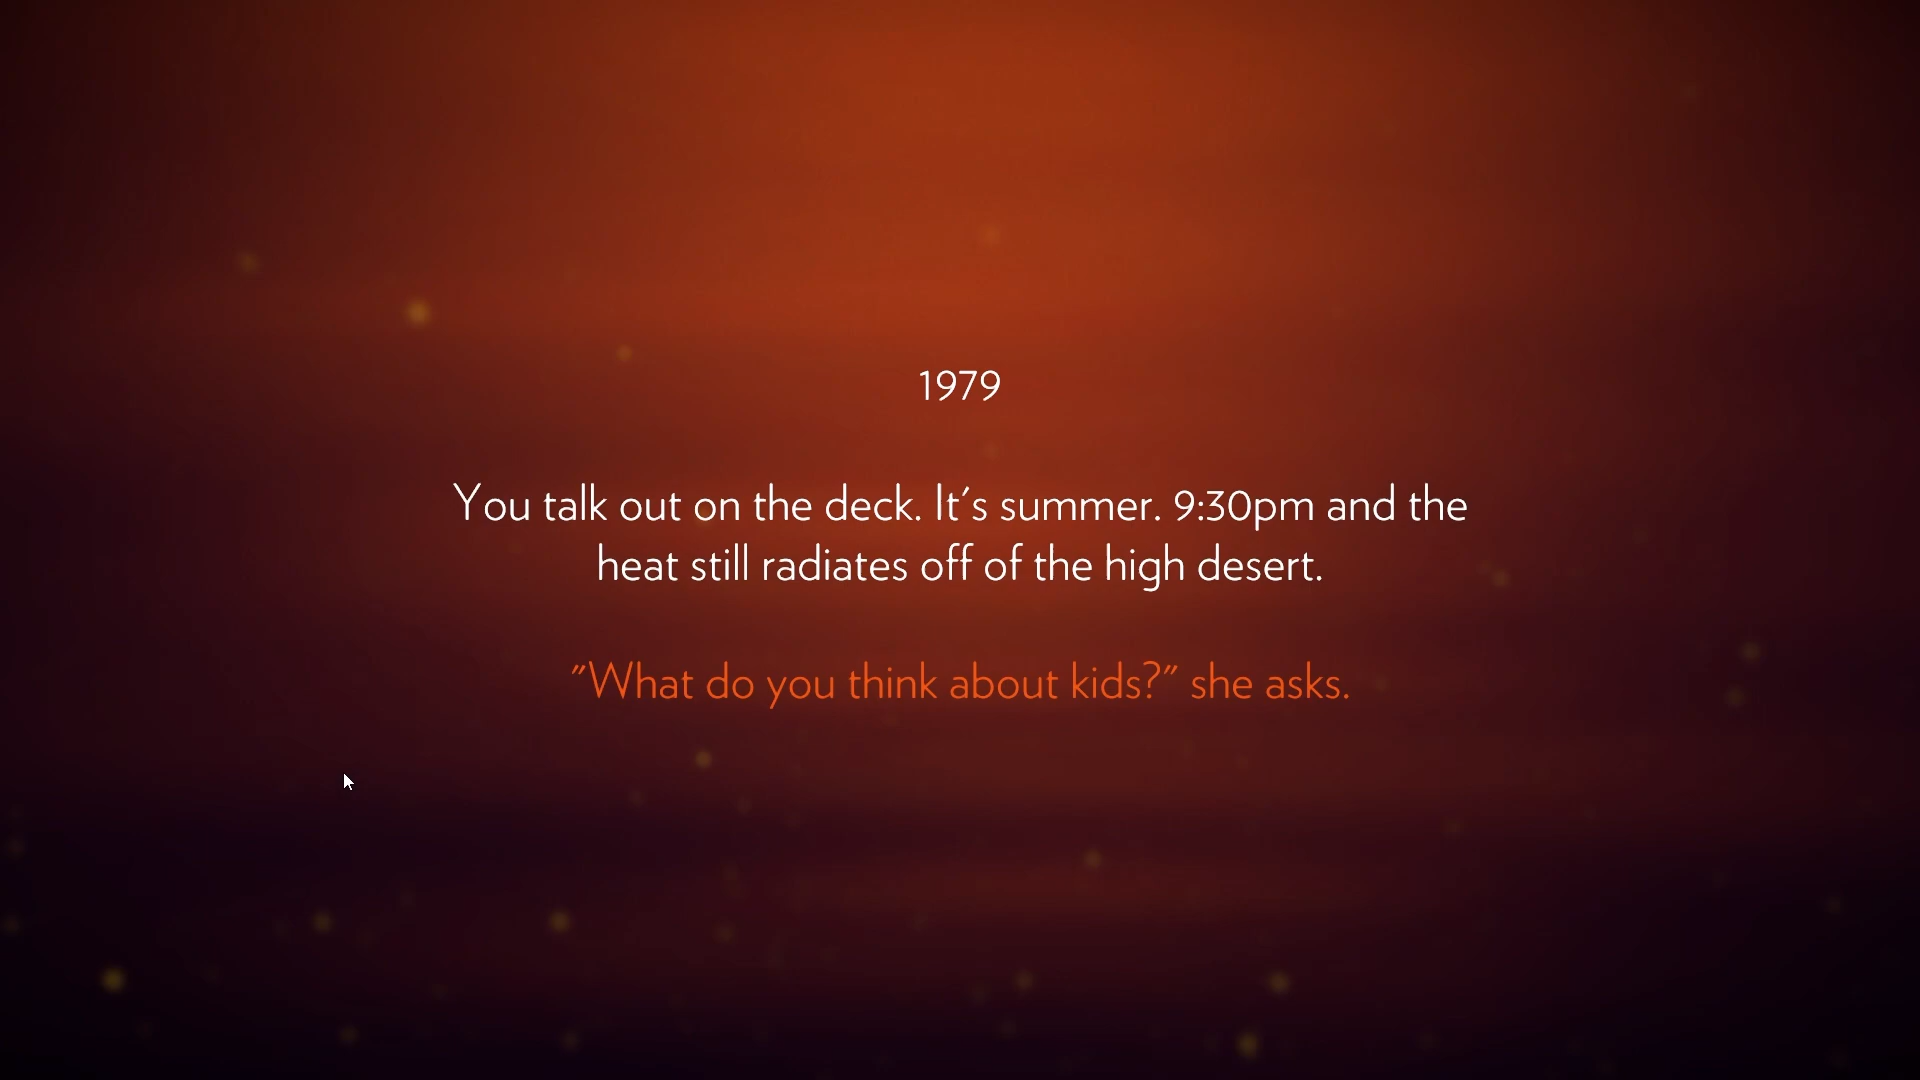 1979
You talk out on the deck. It's summer. 9:30pm and the
heat still radiates off of the high desert.
"What do you think about kids?" she asks.